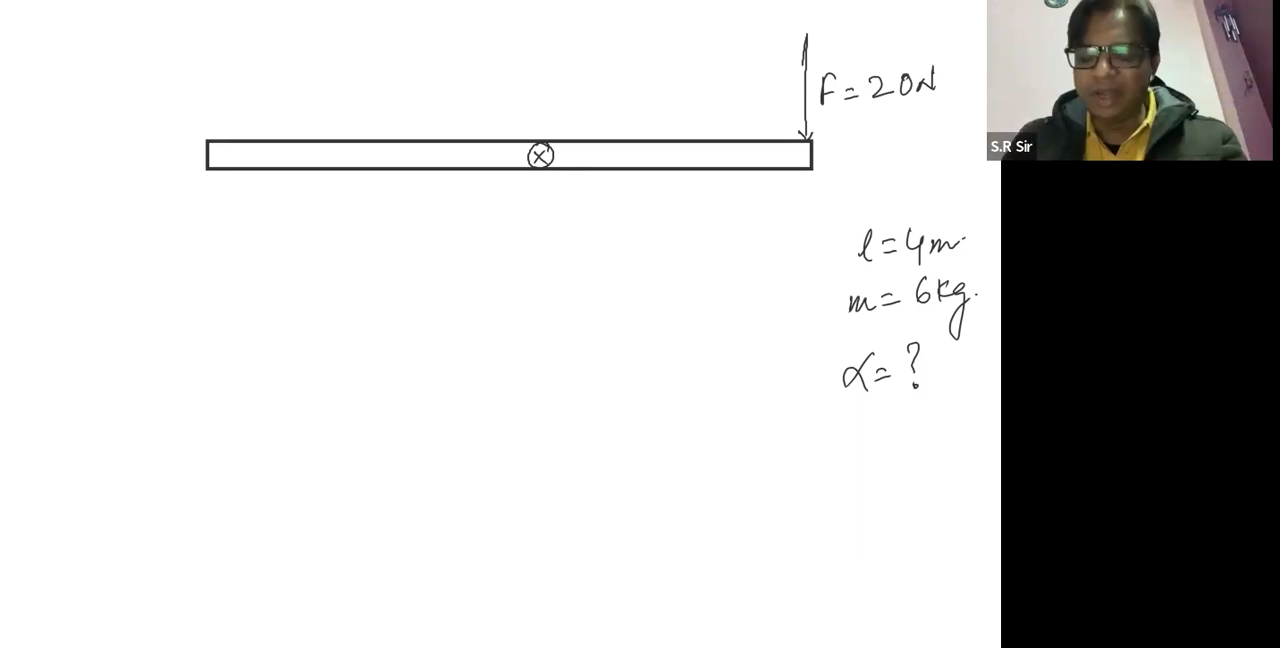 F = 20N
S.R Sir
l = 4m.
m = 6kg.
α = ?